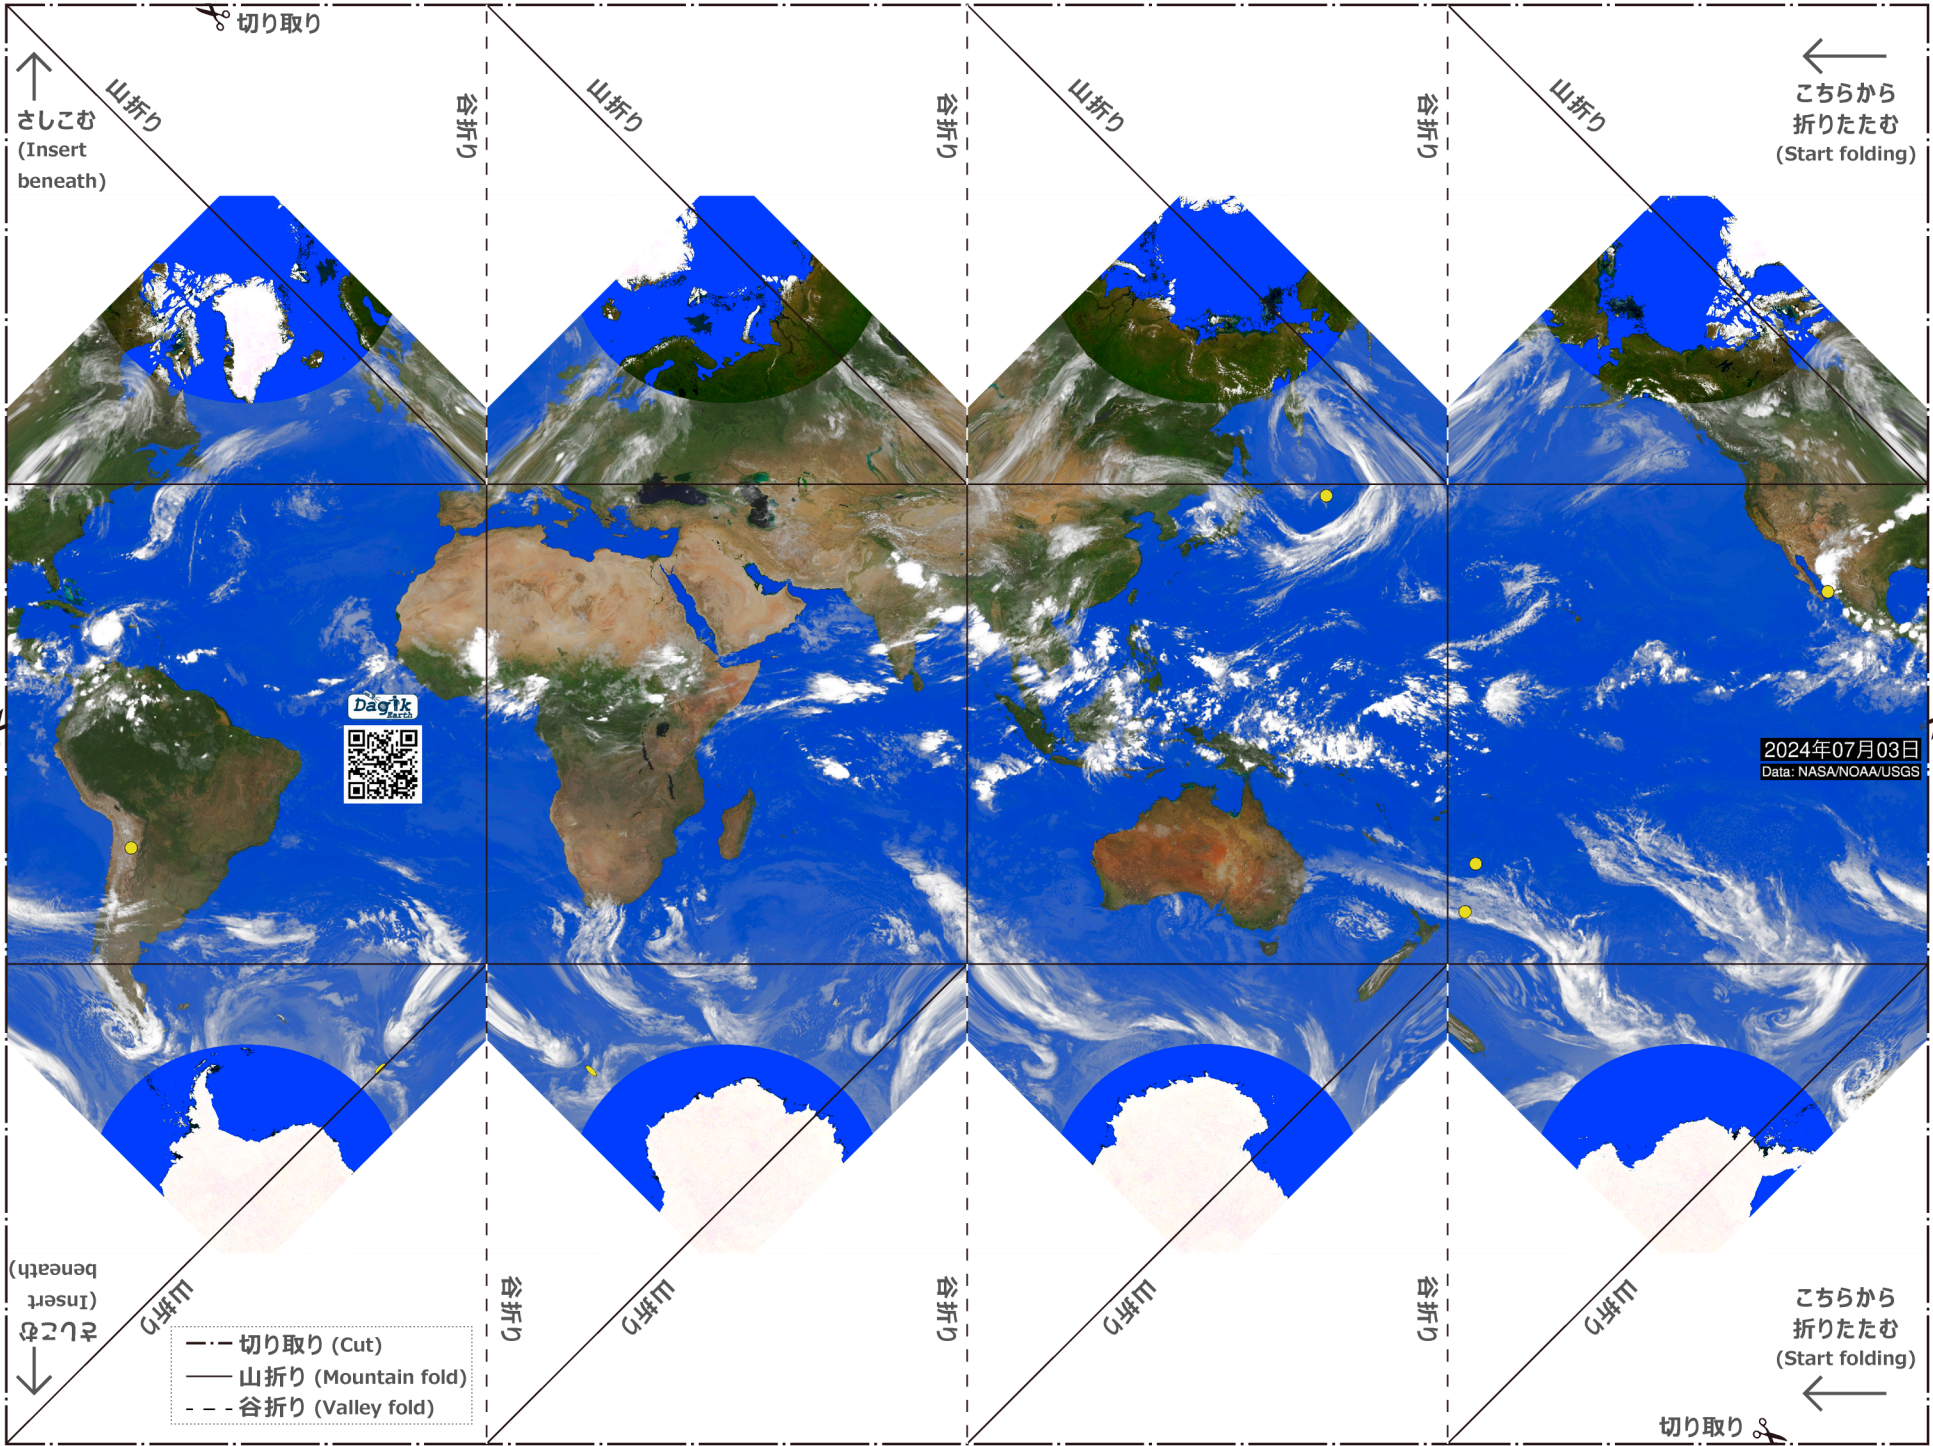 切り取り
山折り
谷折り
山折り
谷折り
山折り
谷折り
山折り
さしこむ
(Insert
beneath)
こちらから
折りたたむ
(Start folding)
Dagik
Earth
2024年07月03日
Data: NASA/NOAA/USGS
さしこむ
(Insert
beneath)
山折り
谷折り
山折り
谷折り
山折り
谷折り
山折り
こちらから
折りたたむ
(Start folding)
切り取り (Cut)
山折り (Mountain fold)
谷折り (Valley fold)
切り取り